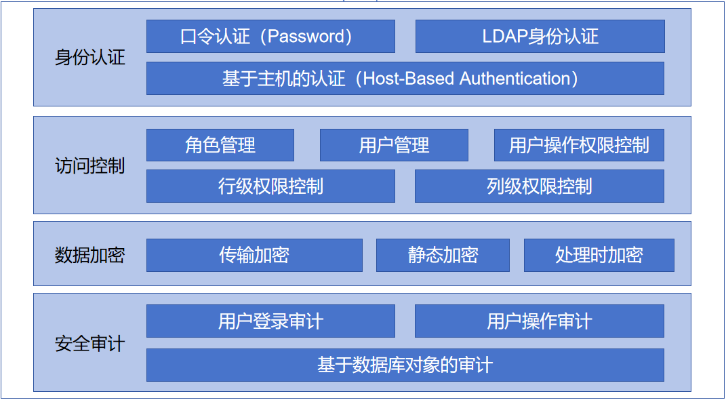 身份认证
口令认证（Password）
LDAP身份认证
基于主机的认证（Host-Based Authentication）
访问控制
角色管理
用户管理
用户操作权限控制
行级权限控制
列级权限控制
数据加密
传输加密
静态加密
处理时加密
安全审计
用户登录审计
用户操作审计
基于数据库对象的审计